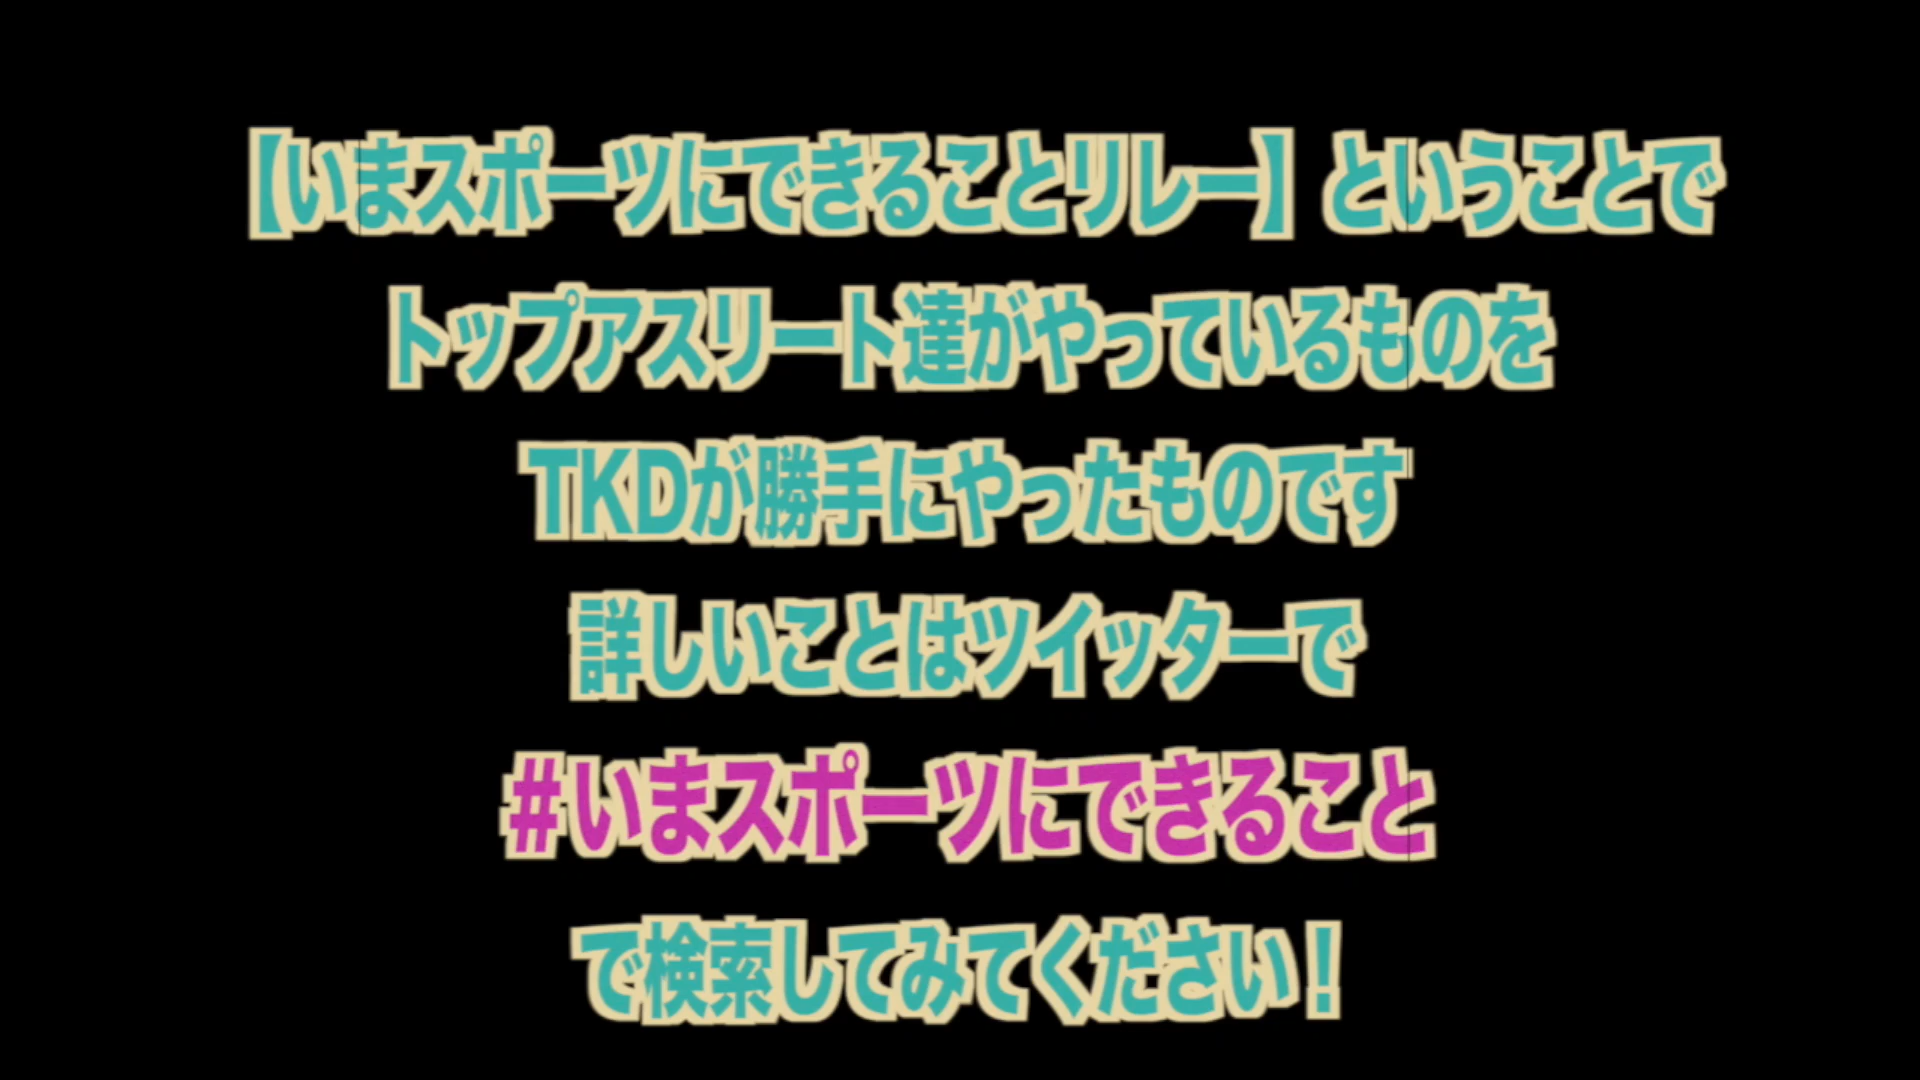 【いまスポーツにできることリレー】ということで
トップアスリート達がやっているものを
TKDが勝手にやったものです
詳しいことはツイッターで
#いまスポーツにできること
で検索してみてください！